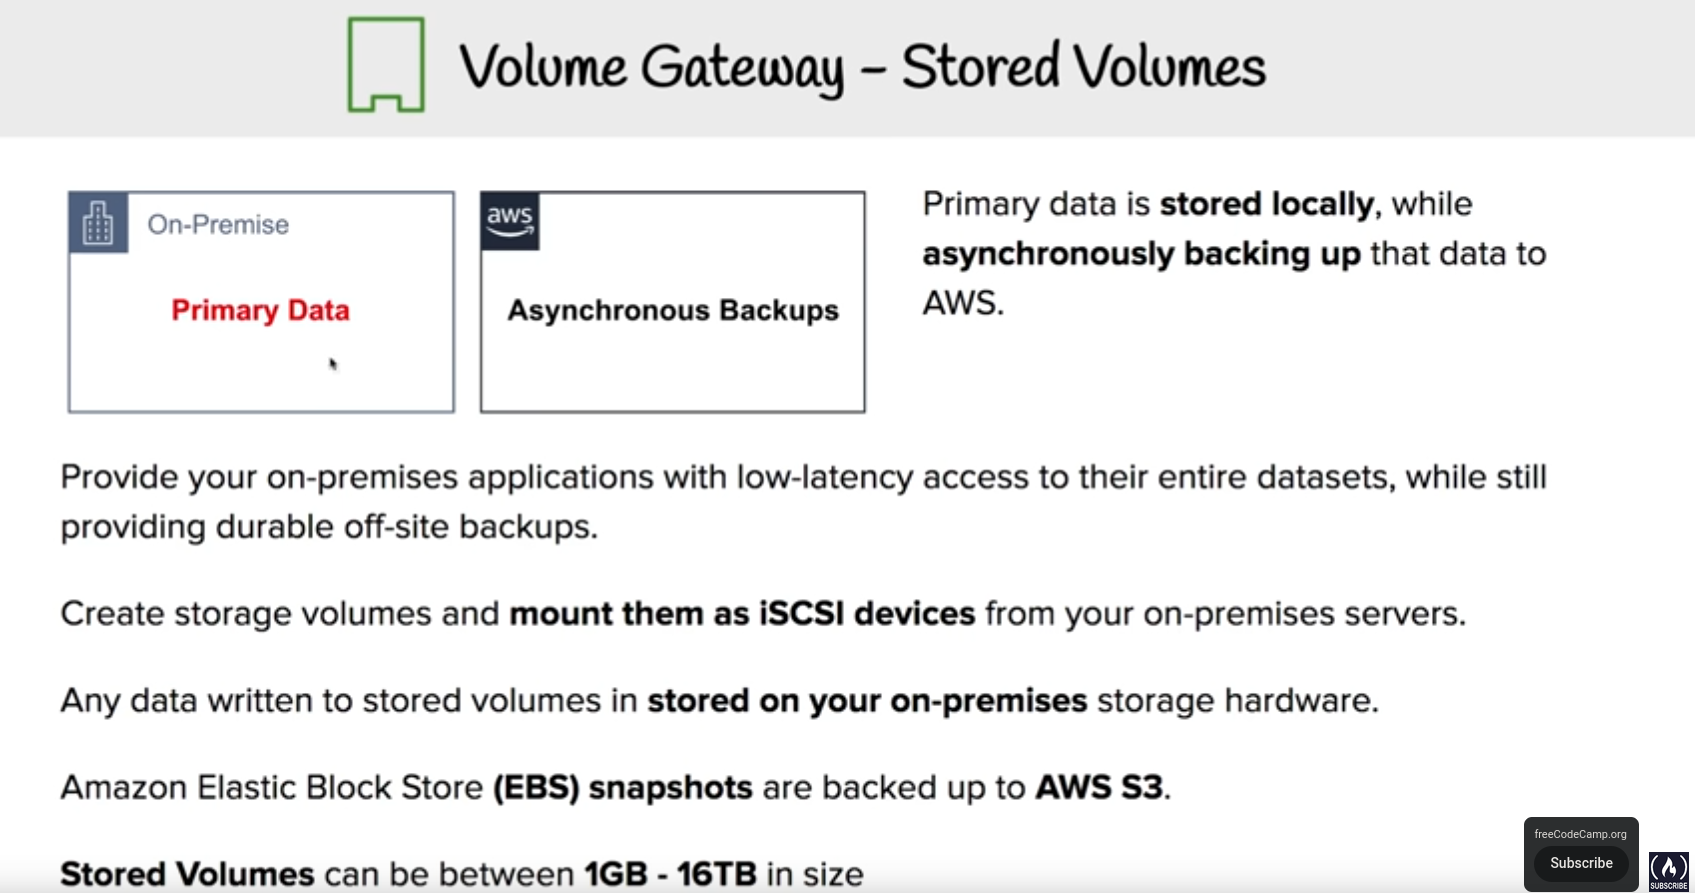 Volume Gateway – Stored Volumes
On-Premise
Primary Data
aws
Asynchronous Backups
Primary data is stored locally, while
asynchronously backing up that data to
AWS.
Provide your on-premises applications with low-latency access to their entire datasets, while still
providing durable off-site backups.
Create storage volumes and mount them as iSCSI devices from your on-premises servers.
Any data written to stored volumes in stored on your on-premises storage hardware.
Amazon Elastic Block Store (EBS) snapshots are backed up to AWS S3.
Stored Volumes can be between 1GB - 16TB in size
freeCodeCamp.org
Subscribe
SUBSCRIBE